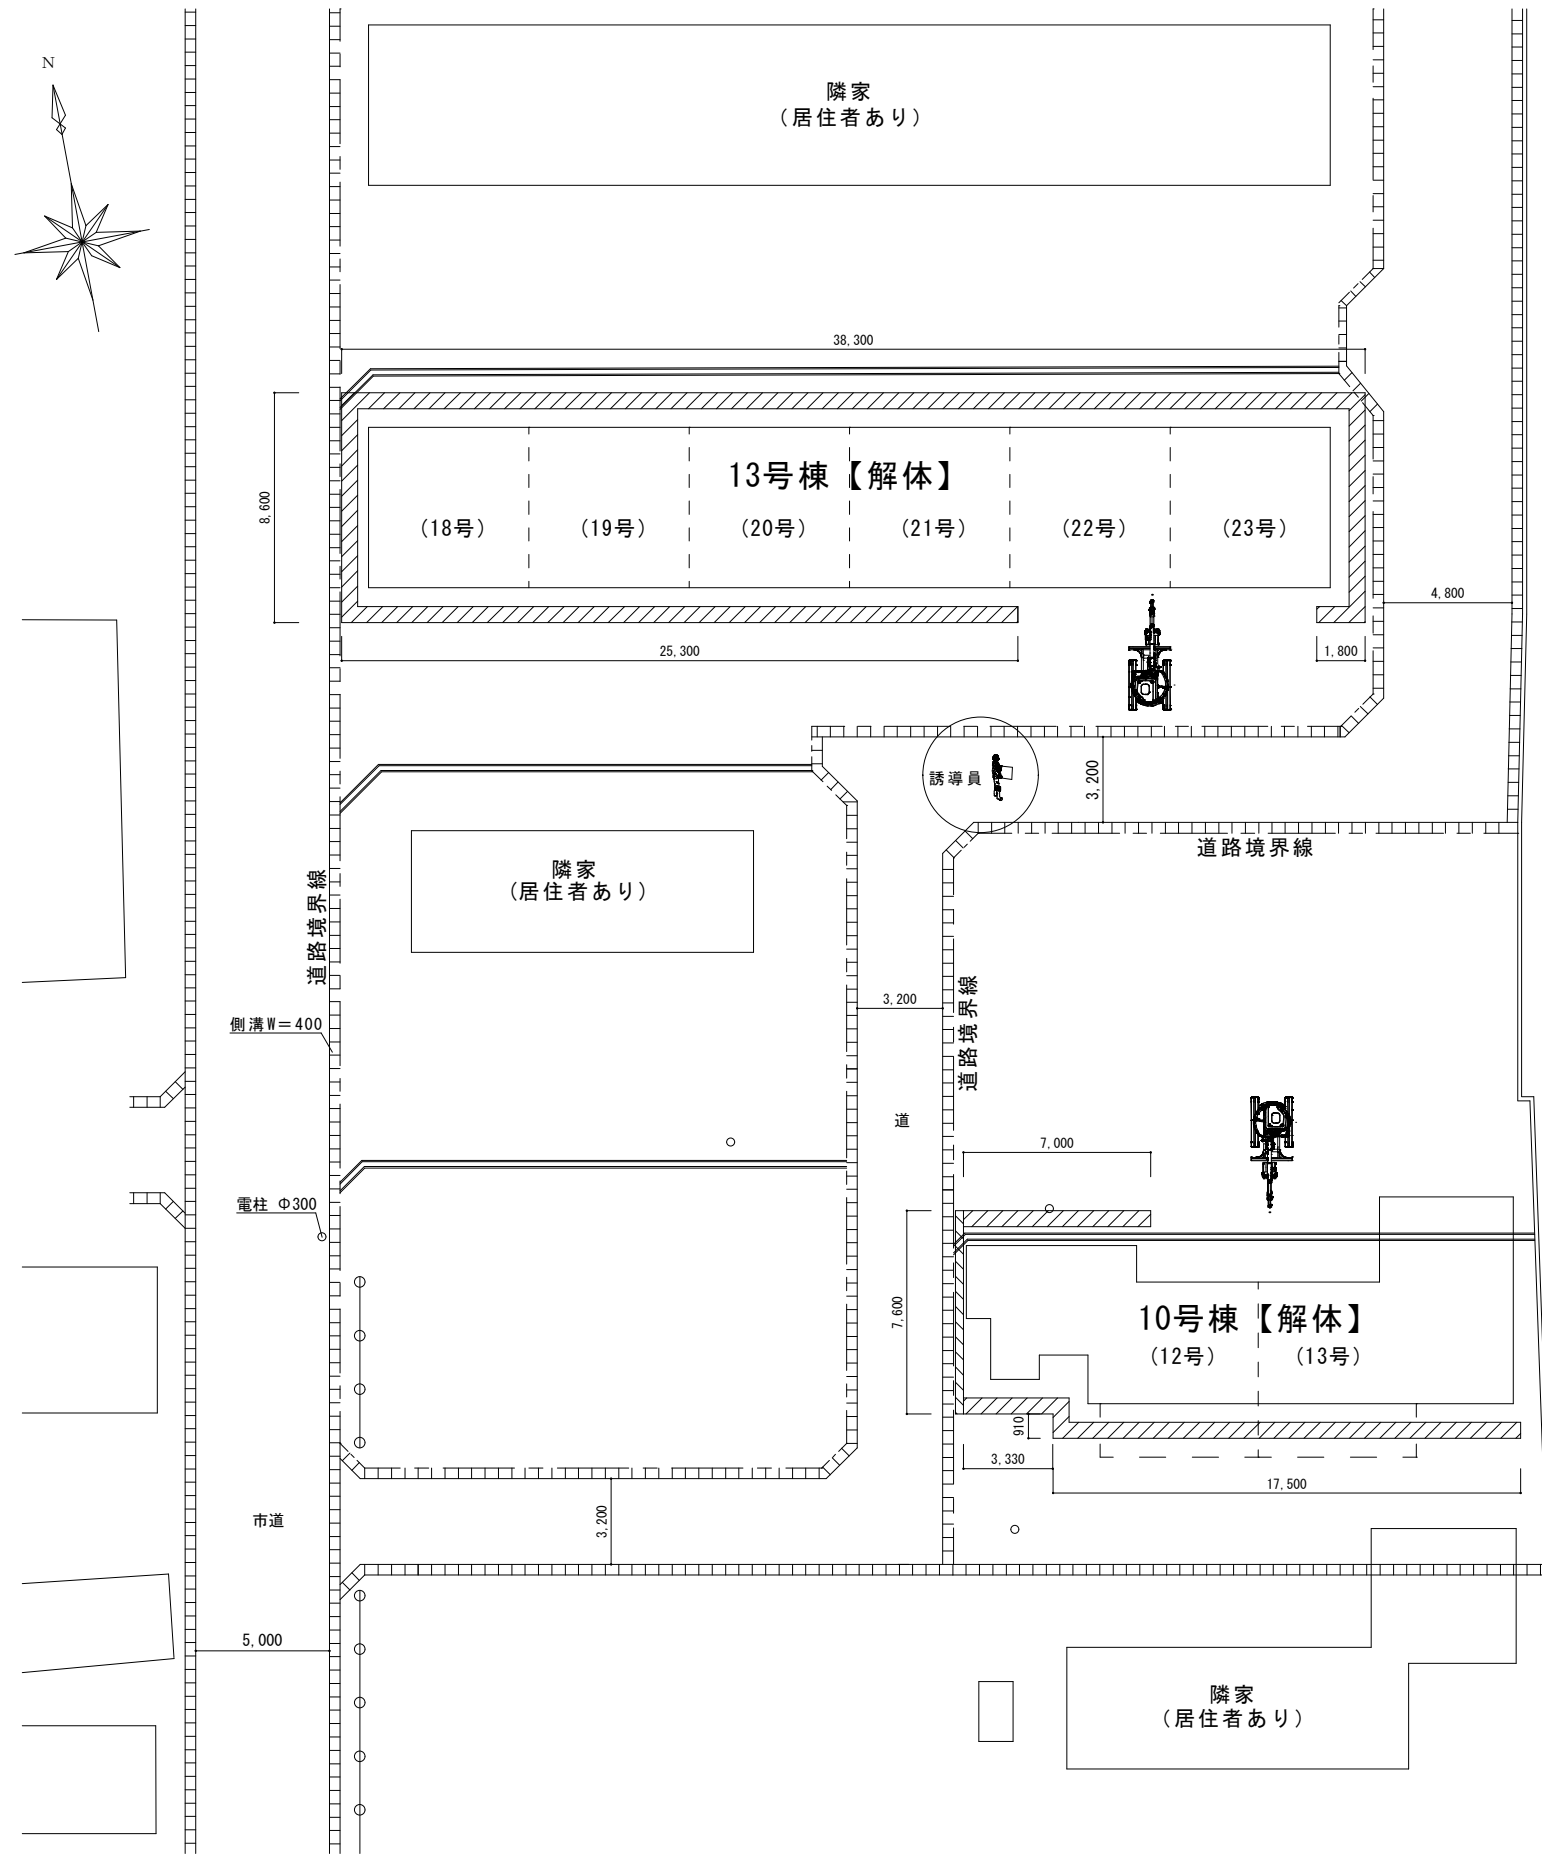 N
隣家
(居住者あり)
38,300
8,600
13号棟【解体】
(18号)
(19号)
(20号)
(21号)
(22号)
(23号)
4,800
25,300
1,800
誘導員
3,200
道路境界線
隣家
(居住者あり)
道路境界線
3,200
道路境界線
側溝W=400
道
7,000
電柱 Φ300
7,600
10号棟【解体】
(12号)
(13号)
910
3,330
17,500
市道
3,200
5,000
隣家
(居住者あり)